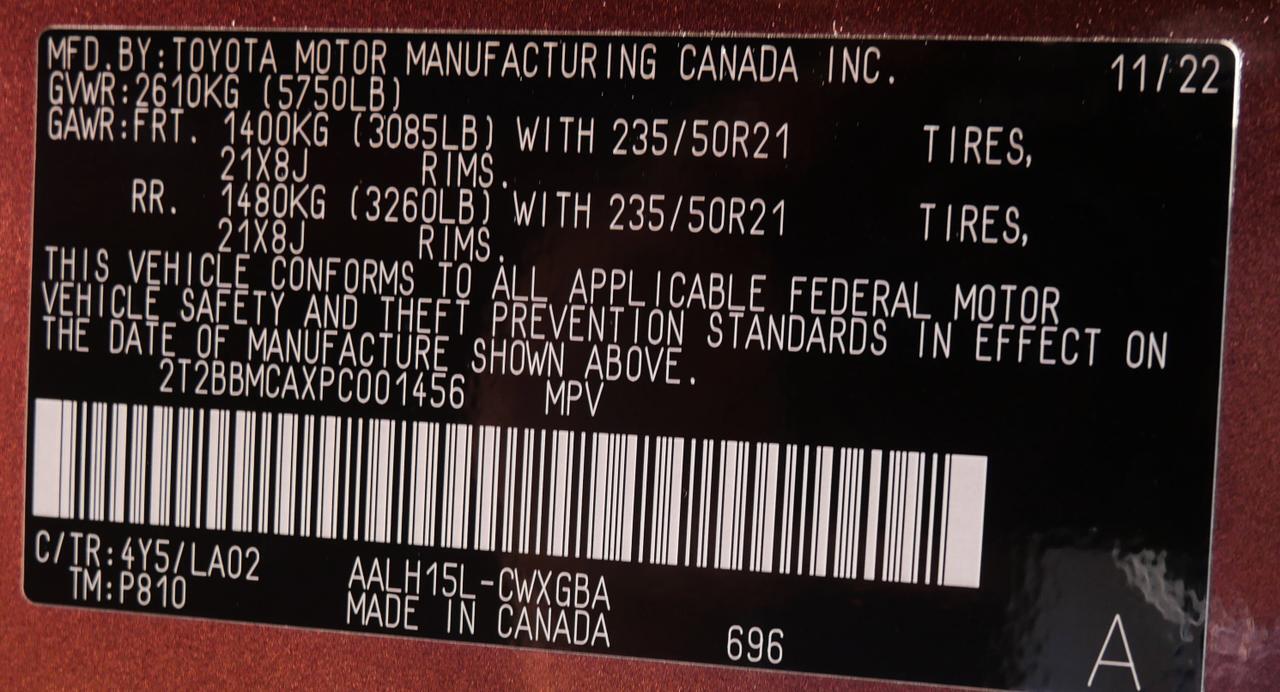 MFD.BY:TOYOTA MOTOR MANUFACTURING CANADA INC. 11/22
GVWR:2610KG (5750LB)
GAWR:FRT. 1400KG (3085LB) WITH 235/50R21 TIRES,
21X8J RIMS.
RR. 1480KG (3260LB) WITH 235/50R21 TIRES,
21X8J RIMS.
THIS VEHICLE CONFORMS TO ALL APPLICABLE FEDERAL MOTOR
VEHICLE SAFETY AND THEFT PREVENTION STANDARDS IN EFFECT ON
THE DATE OF MANUFACTURE SHOWN ABOVE.
2T2BBMCAXPC001456 MPV
C/TR:4Y5/LA02 AALH15L-CWXGBA
TM:P810 MADE IN CANADA 696 A